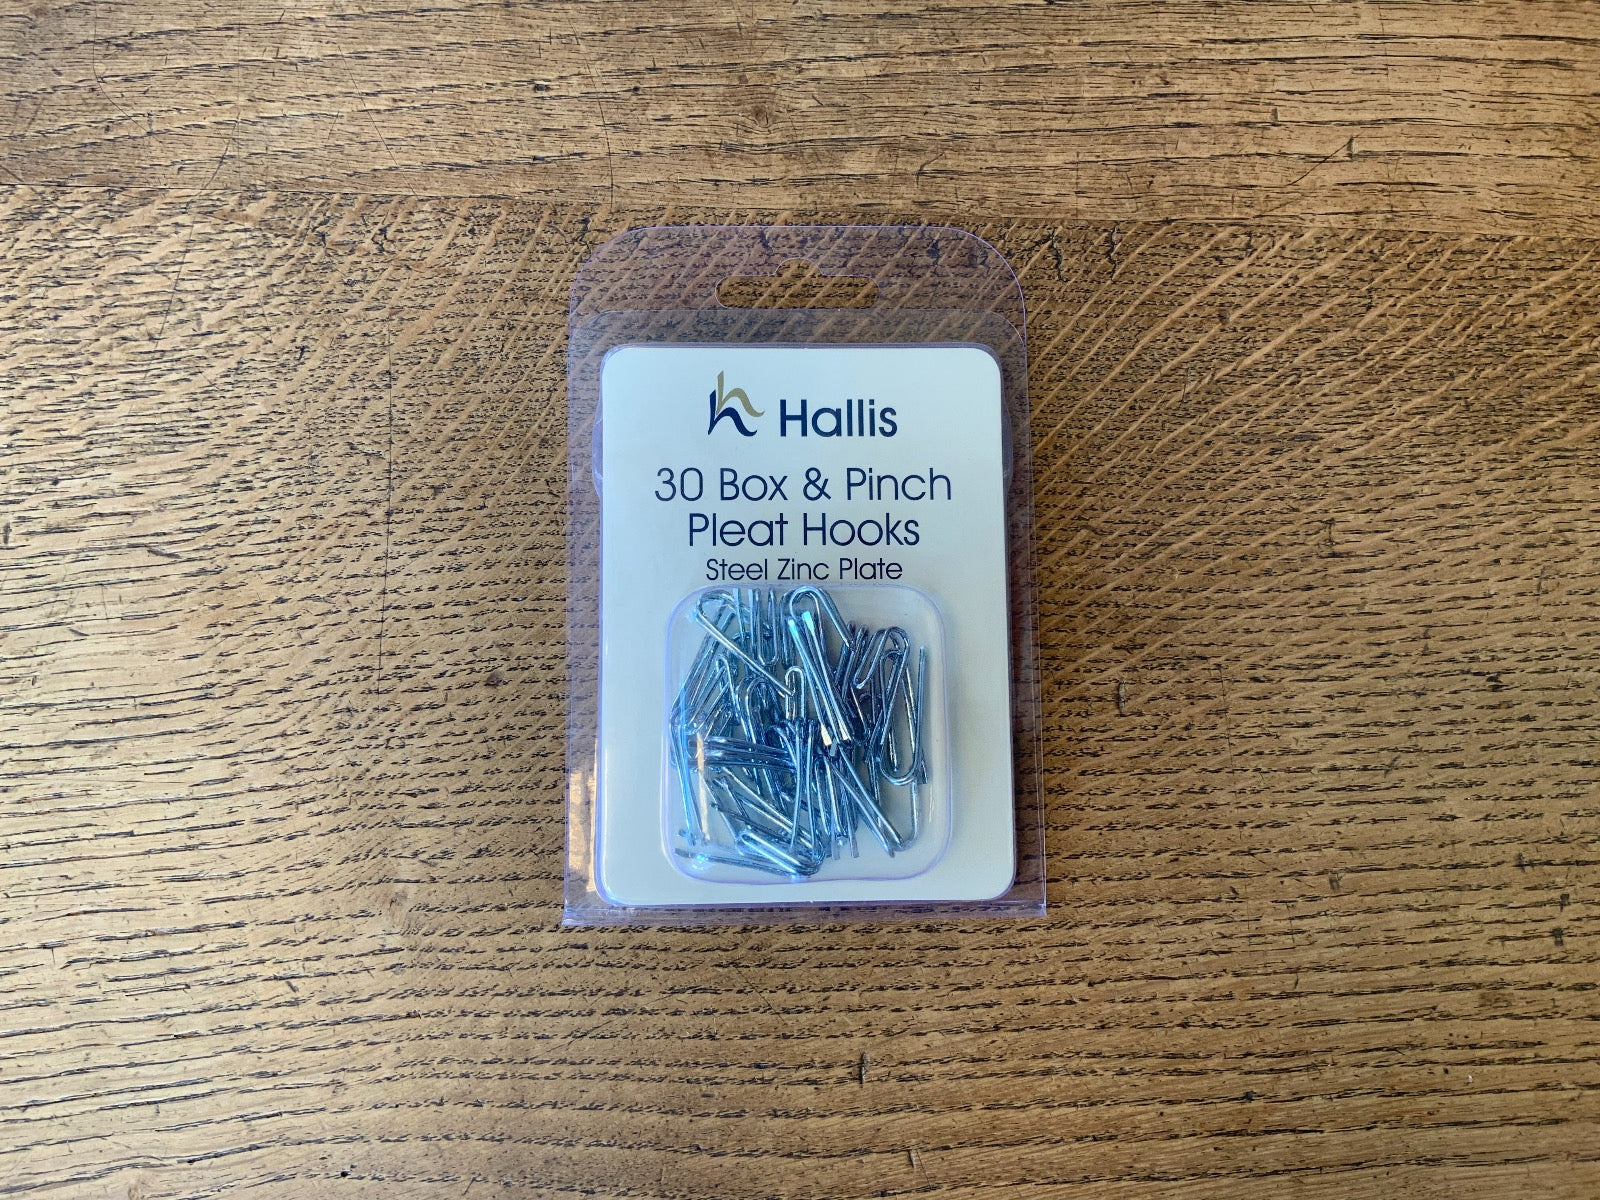 Hallis
30 Box & Pinch
Pleat Hooks
Steel Zinc Plate